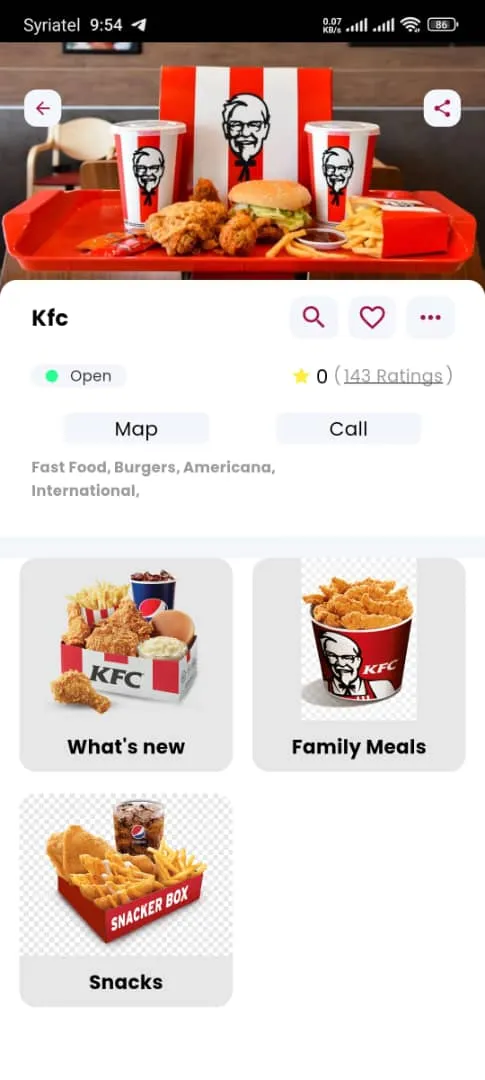 Syriatel 9:54 0.07 KB/s 86
Kfc
Open 0 (143 Ratings)
Map Call
Fast Food, Burgers, Americana,
International,
KFC KFC
What's new Family Meals
SNACKER BOX
Snacks